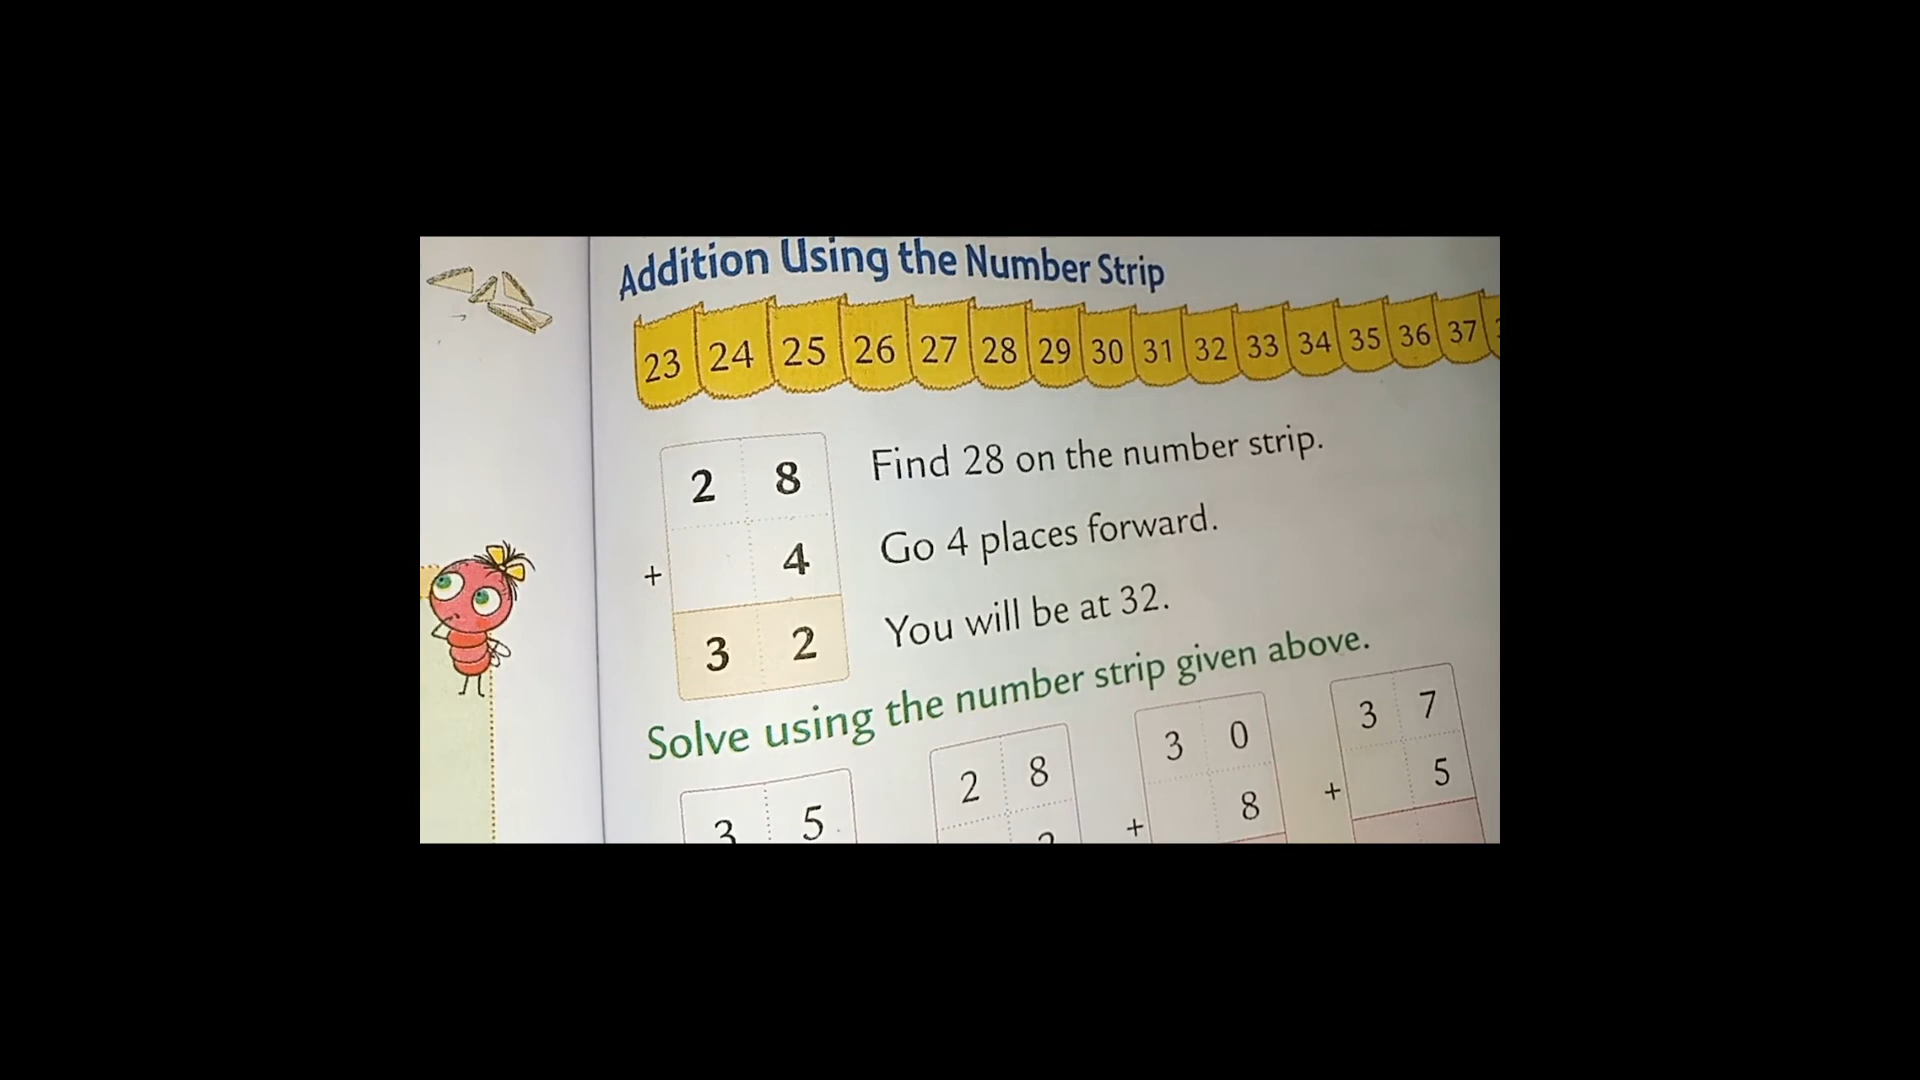 Addition Using the Number Strip
23 24 25 26 27 28 29 30 31 32 33 34 35 36 37
2 8
+ 4
3 2
Find 28 on the number strip.
Go 4 places forward.
You will be at 32.
Solve using the number strip given above.
3 5
2 8
3 0
+ 8
3 7
+ 5